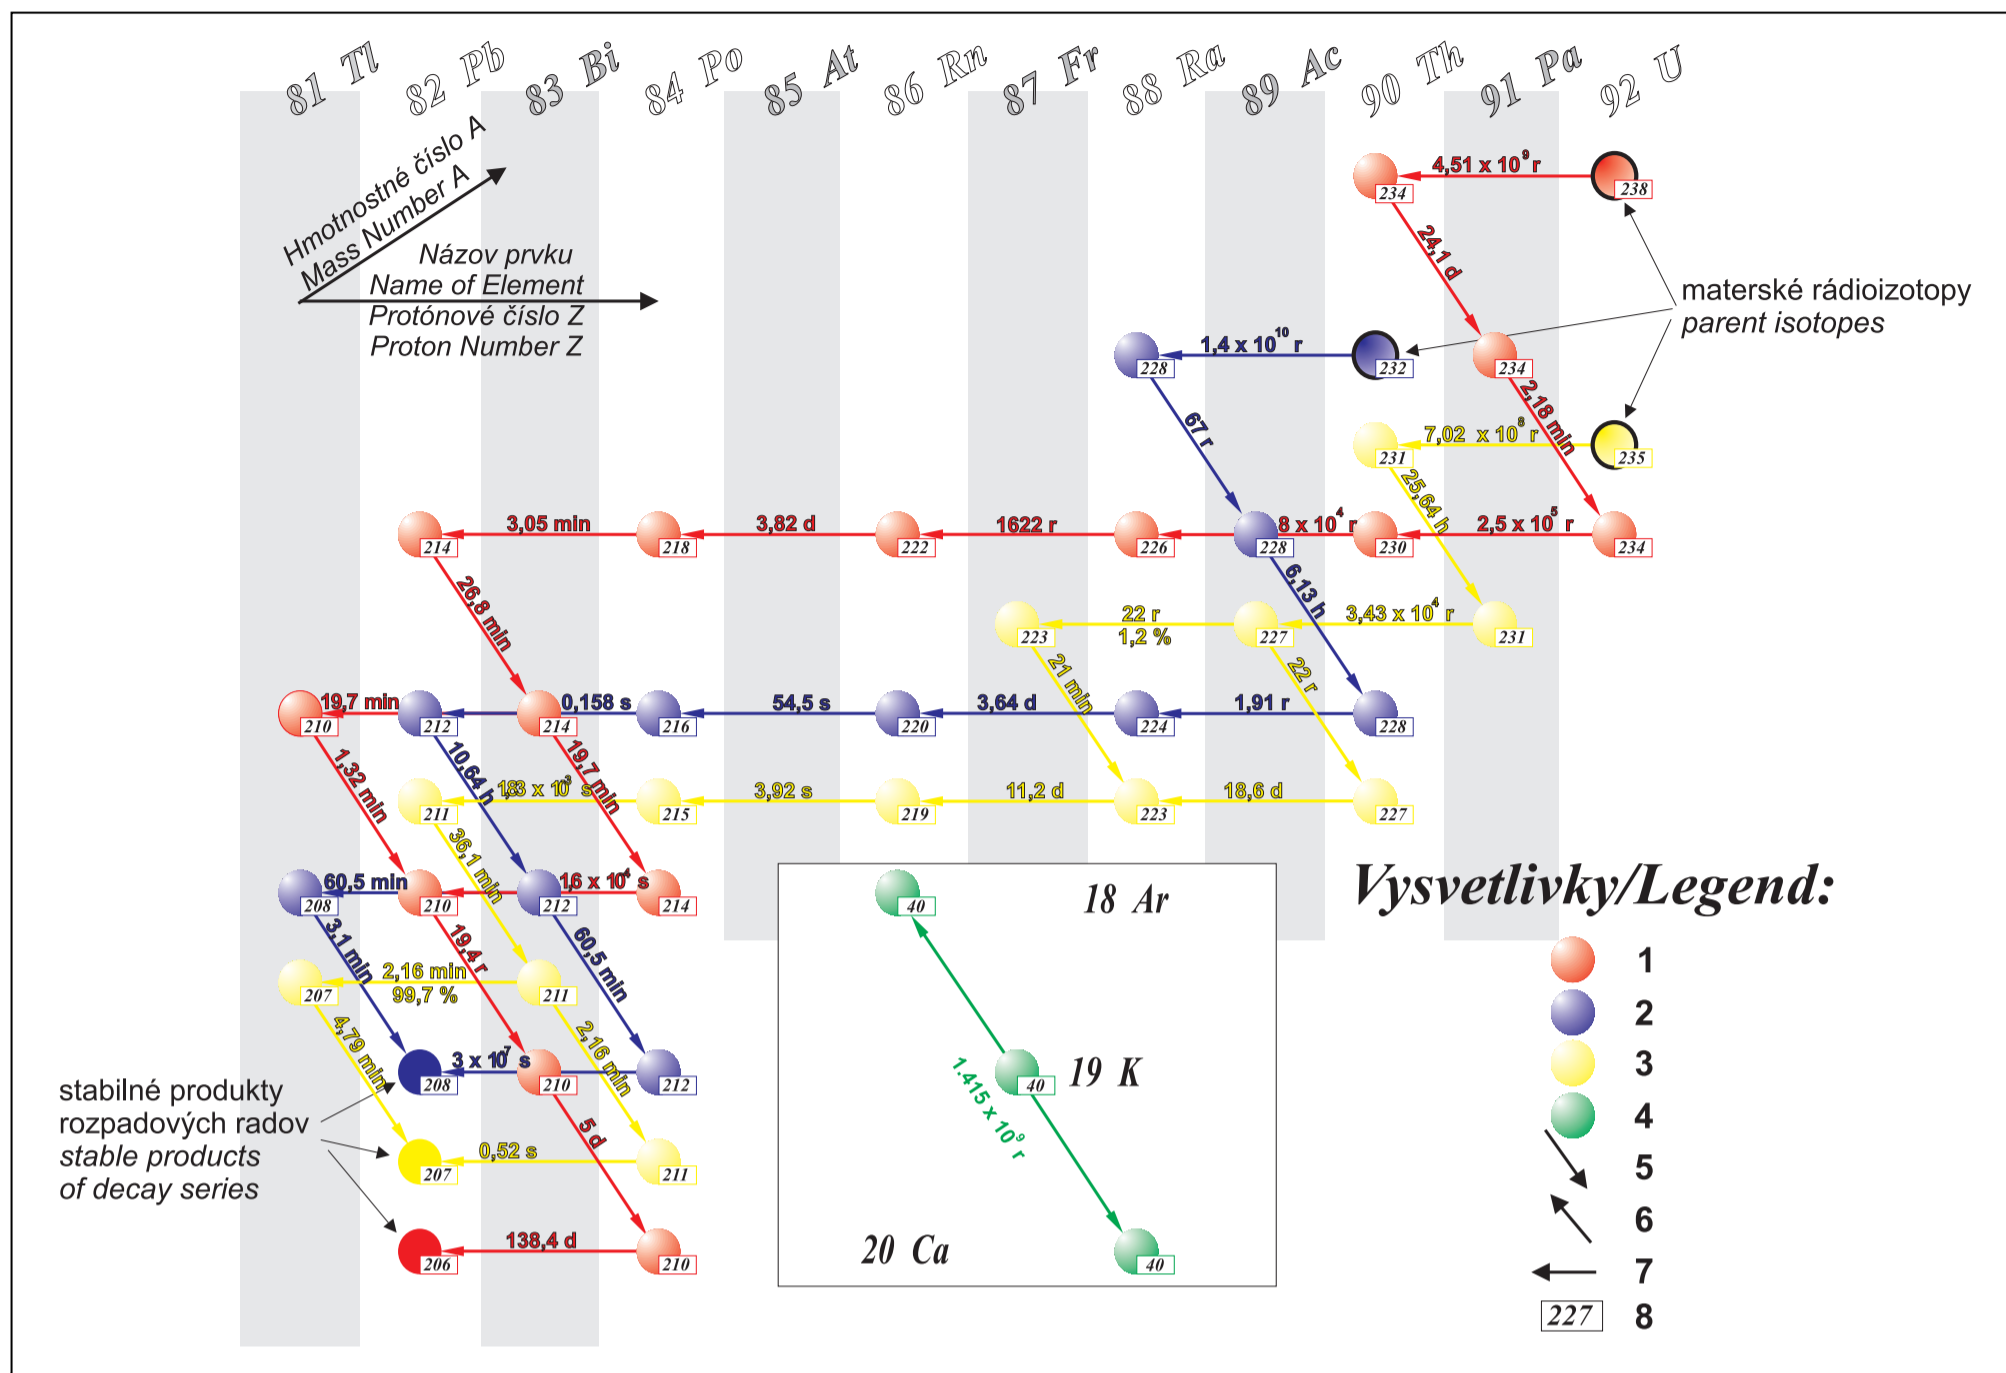 81 Tl 82 Pb 83 Bi 84 Po 85 At 86 Rn 87 Fr 88 Ra 89 Ac 90 Th 91 Pa 92 U
Hmotnostné číslo A
Mass Number A
Názov prvku
Name of Element
Protónové číslo Z
Proton Number Z
4,51 x 10⁹ r
234
238
24,1 d
materské rádioizotopy
parent isotopes
1,4 x 10¹⁰ r
228
232
234
67 r
2,18 min
7,02 x 10⁸ r
231
235
25,64 h
3,05 min
3,82 d
1622 r
8 x 10⁴ r
2,5 x 10⁵ r
214
218
222
226
228
230
234
26,8 min
6,13 h
22 r
1,2 %
3,43 x 10⁴ r
223
227
231
21 min
22 r
19,7 min
0,158 s
54,5 s
3,64 d
1,91 r
210
212
214
216
220
224
228
1,32 min
10,64 h
19,7 min
3,92 s
11,2 d
18,6 d
211
215
219
223
227
36,1 min
60,5 min
208
210
212
214
3,1 min
19,4 r
60,5 min
2,16 min
99,7 %
207
211
4,79 min
2,16 min
208
210
212
5 d
0,52 s
207
211
138,4 d
206
210
stabilné produkty
rozpadových radov
stable products
of decay series
18 Ar
40
19 K
40
1.415 x 10⁹ r
20 Ca
40
Vysvetlivky/Legend:
1
2
3
4
5
6
7
227 8